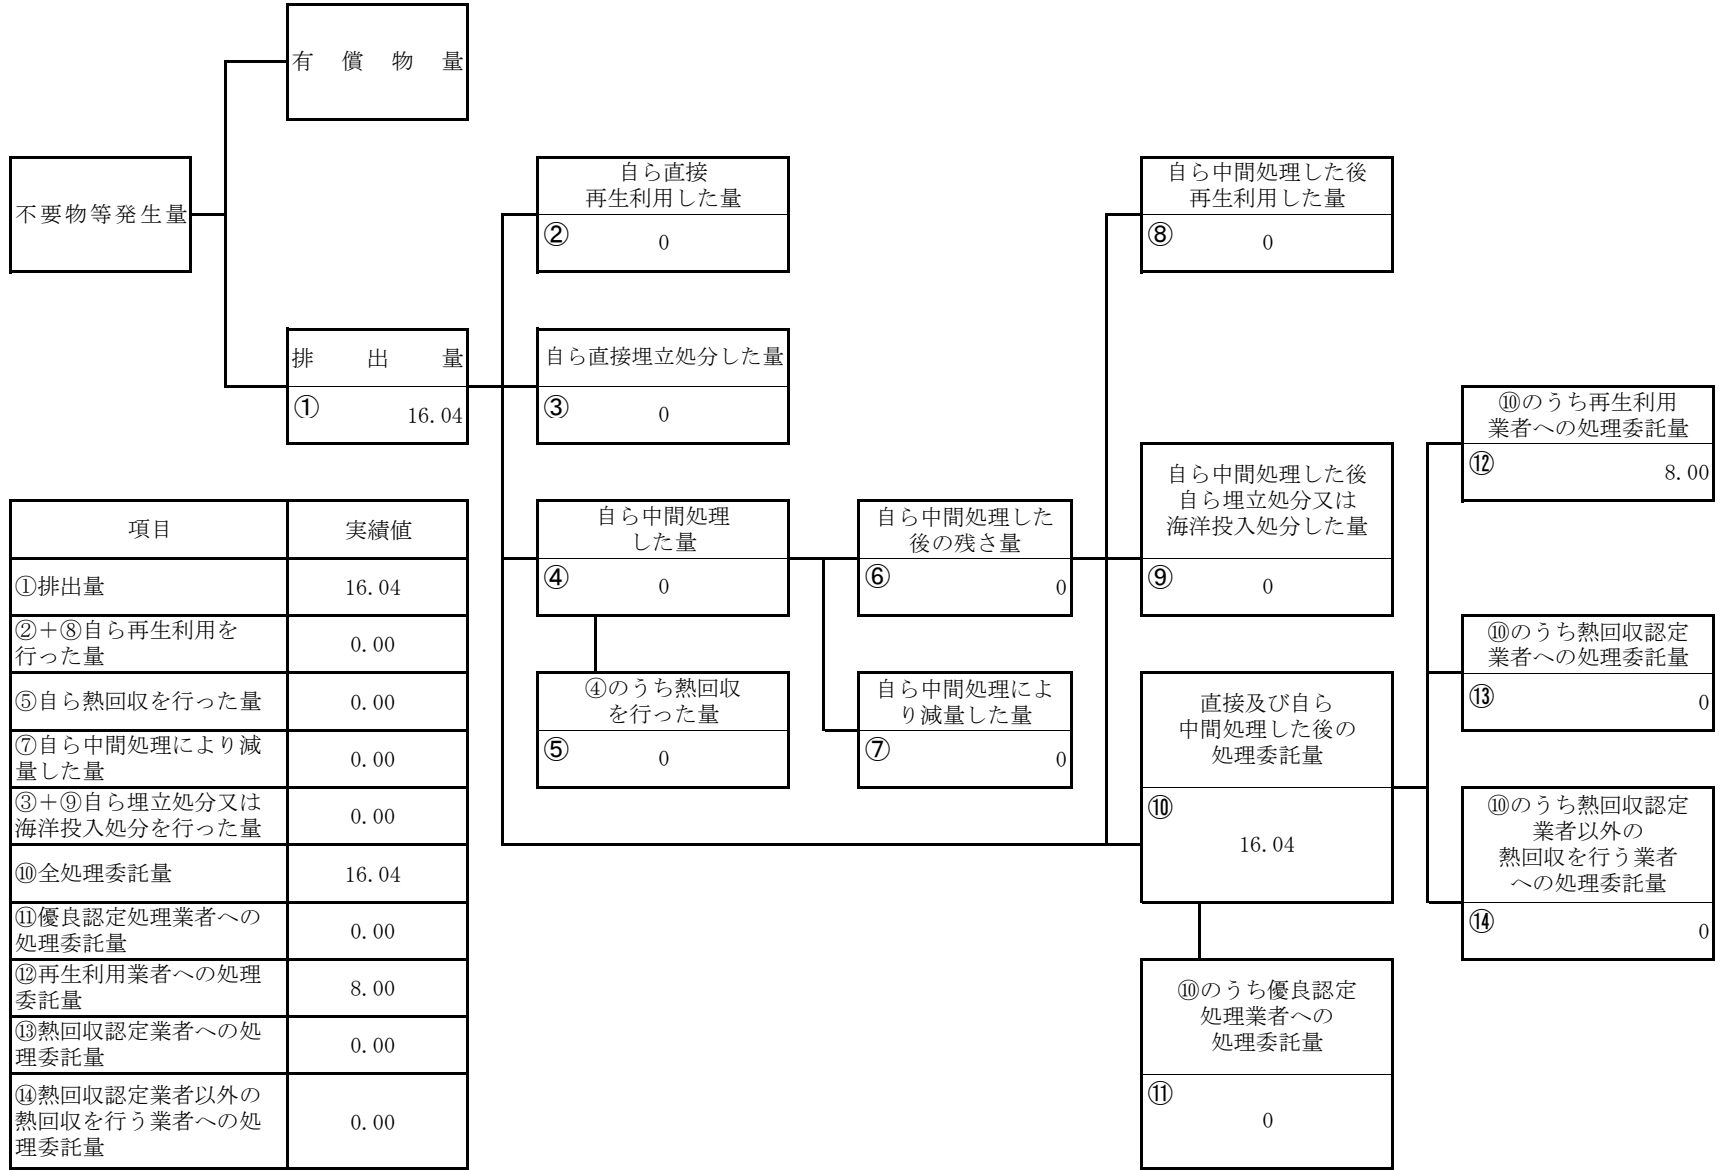 有償物量
不要物等発生量
自ら直接
再生利用した量
②
0
自ら中間処理した後
再生利用した量
⑧
0
排出量
①
16.04
自ら直接埋立処分した量
③
0
⑩のうち再生利用
業者への処理委託量
⑫
8.00
自ら中間処理
した量
④
0
自ら中間処理した
後の残さ量
⑥
0
自ら中間処理した後
自ら埋立処分又は
海洋投入処分した量
⑨
0
⑩のうち熱回収認定
業者への処理委託量
⑬
0
④のうち熱回収
を行った量
⑤
0
自ら中間処理によ
り減量した量
⑦
0
直接及び自ら
中間処理した後の
処理委託量
⑩
16.04
⑩のうち熱回収認定
業者以外の
熱回収を行う業者
への処理委託量
⑭
0
⑩のうち優良認定
処理業者への
処理委託量
⑪
0
項目 実績値
①排出量 16.04
②＋⑧自ら再生利用を
行った量 0.00
⑤自ら熱回収を行った量 0.00
⑦自ら中間処理により減
量した量 0.00
③＋⑨自ら埋立処分又は
海洋投入処分を行った量 0.00
⑩全処理委託量 16.04
⑪優良認定処理業者への
処理委託量 0.00
⑫再生利用業者への処理
委託量 8.00
⑬熱回収認定業者への処
理委託量 0.00
⑭熱回収認定業者以外の
熱回収を行う業者への処
理委託量 0.00